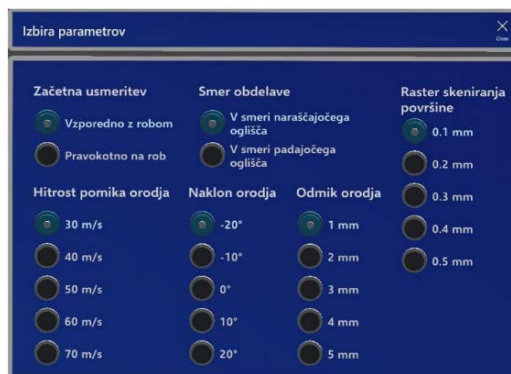 Izbira parametrov
Close
Začetna usmeritev
Vzporedno z robom
Pravokotno na rob
Smer obdelave
V smeri naraščajočega
oglišča
V smeri padajočega
oglišča
Raster skeniranja
površine
0.1 mm
0.2 mm
0.3 mm
0.4 mm
0.5 mm
Hitrost pomika orodja
30 m/s
40 m/s
50 m/s
60 m/s
70 m/s
Naklon orodja
-20°
-10°
0°
10°
20°
Odmik orodja
1 mm
2 mm
3 mm
4 mm
5 mm